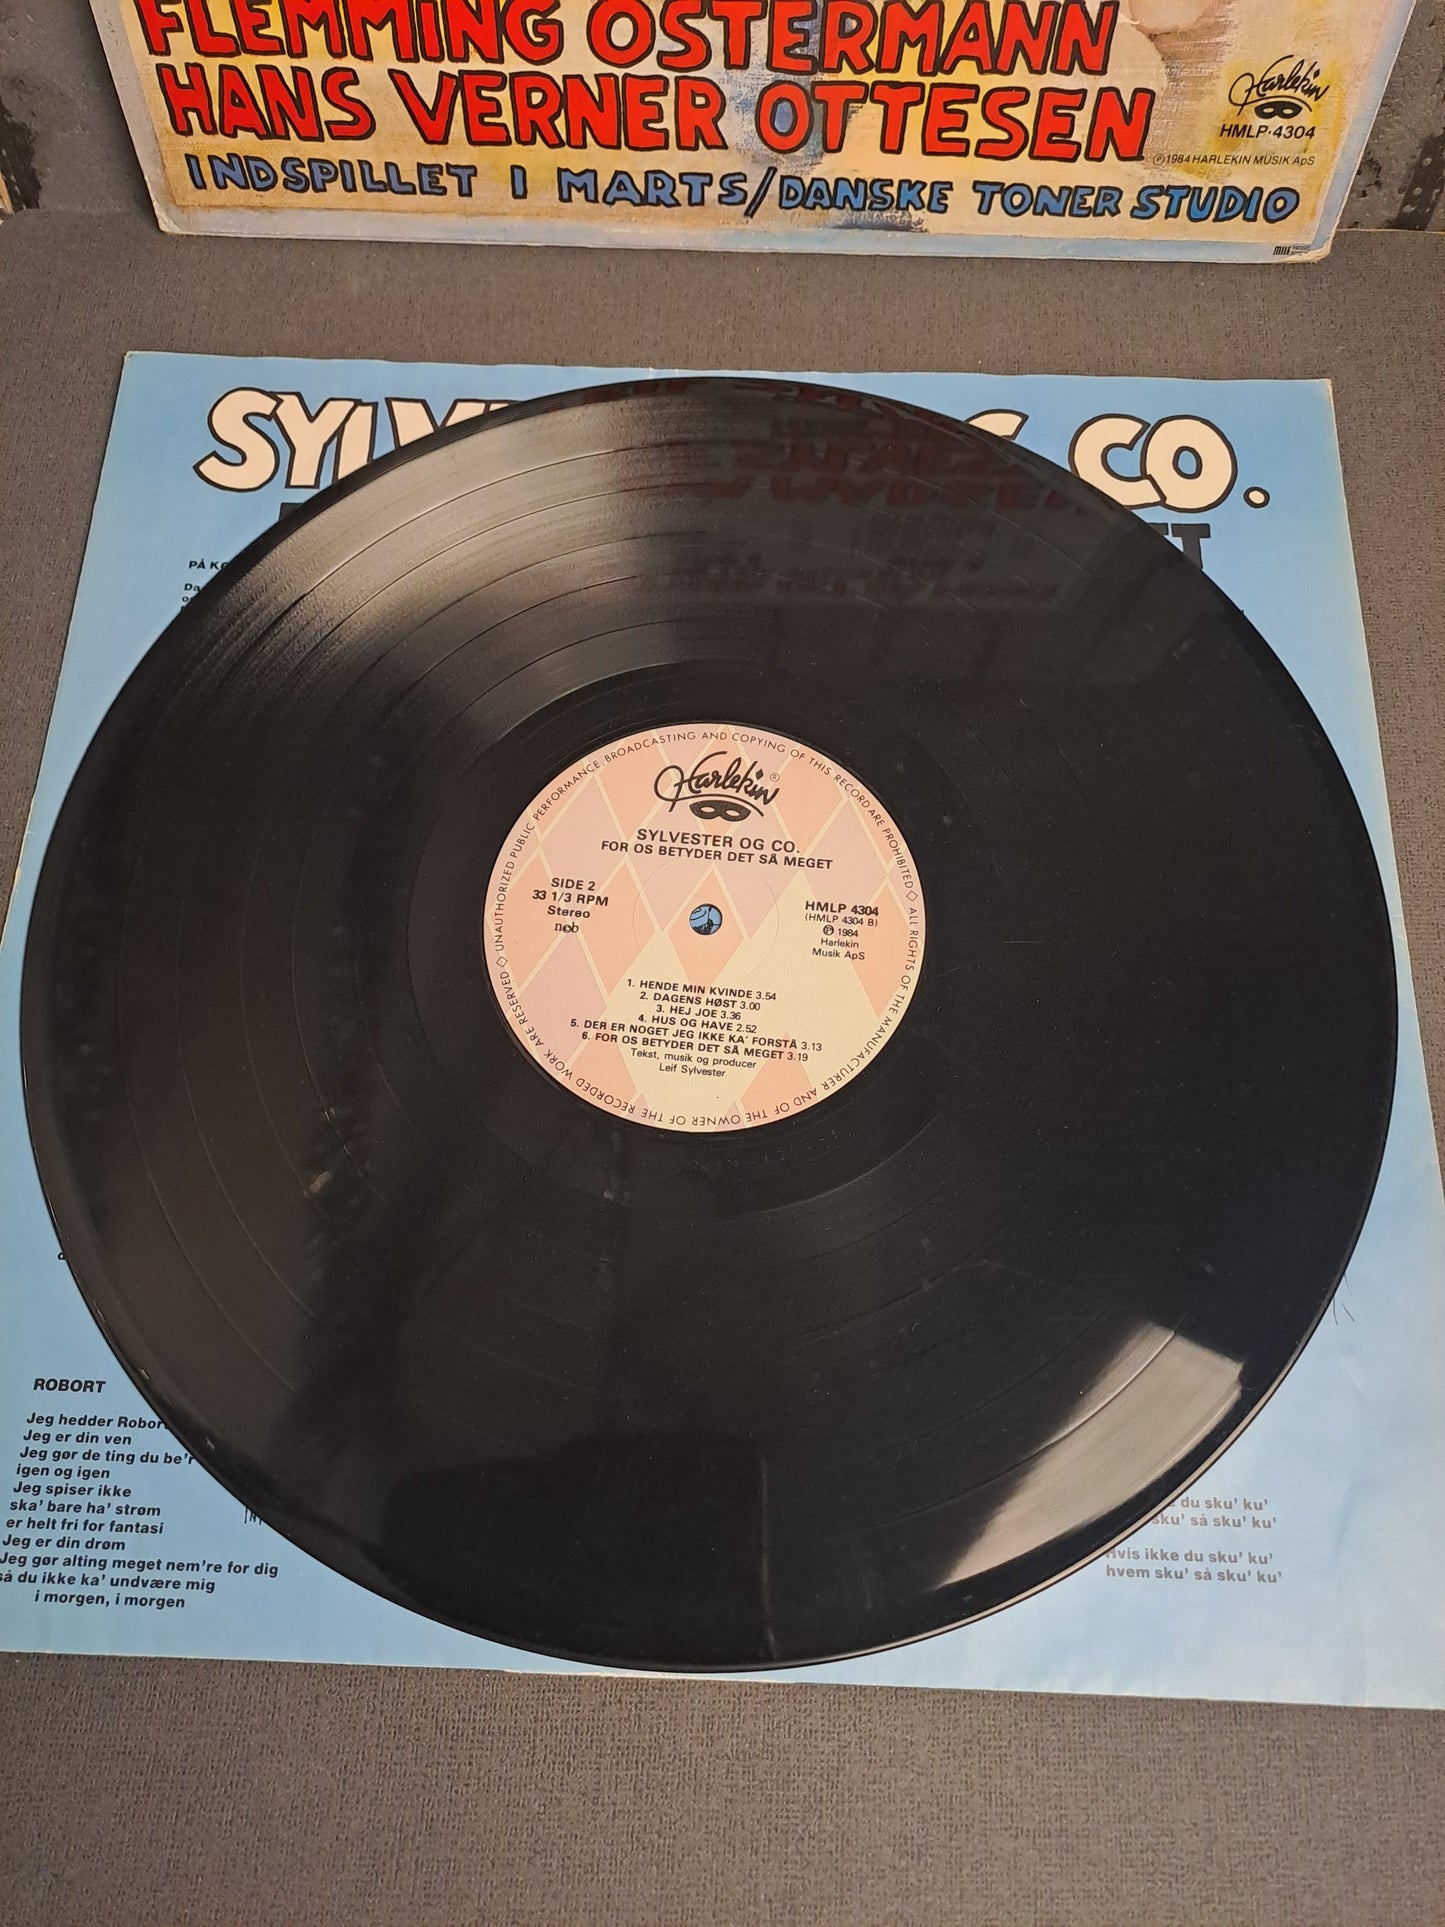 FLEMMING OSTERMANN
HANS VERNER OTTESEN
INDSPILLET I MARTS/DANSKE TONER STUDIO
Harlekin
HMLP-4304
Ⓟ1984 HARLEKIN MUSIK ApS
CO.
PÅ
ROBORT
Jeg hedder Robort
Jeg er din ven
Jeg gør de ting du be'r
igen og igen
Jeg spiser ikke
ska' bare ha' strøm
er helt fri for fantasi
Jeg er din drøm
Jeg gør alting meget nem're for dig
så du ikke ka' undvære mig
i morgen, i morgen
du sku' ku'
sku' så sku' ku'
Hvis ikke du sku' ku'
hvem sku' så sku' ku'
UNAUTHORIZED PUBLIC PERFORMANCE, BROADCASTING AND COPYING OF THIS RECORD ARE PROHIBITED ◇ ALL RIGHTS OF THE MANUFACTURER AND OF THE OWNER OF THE RECORDED WORK ARE RESERVED ◇
Harlekin ®
SYLVESTER OG CO.
FOR OS BETYDER DET SÅ MEGET
SIDE 2
33 1/3 RPM
Stereo
ncb
HMLP 4304
(HMLP 4304 B)
Ⓟ 1984
Harlekin
Musik ApS
1. HENDE MIN KVINDE 3.54
2. DAGENS HØST 3.00
3. HEJ JOE 3.36
4. HUS OG HAVE 2.52
5. DER ER NOGET JEG IKKE KA' FORSTÅ 3.13
6. FOR OS BETYDER DET SÅ MEGET 3.19
Tekst, musik og producer
Leif Sylvester